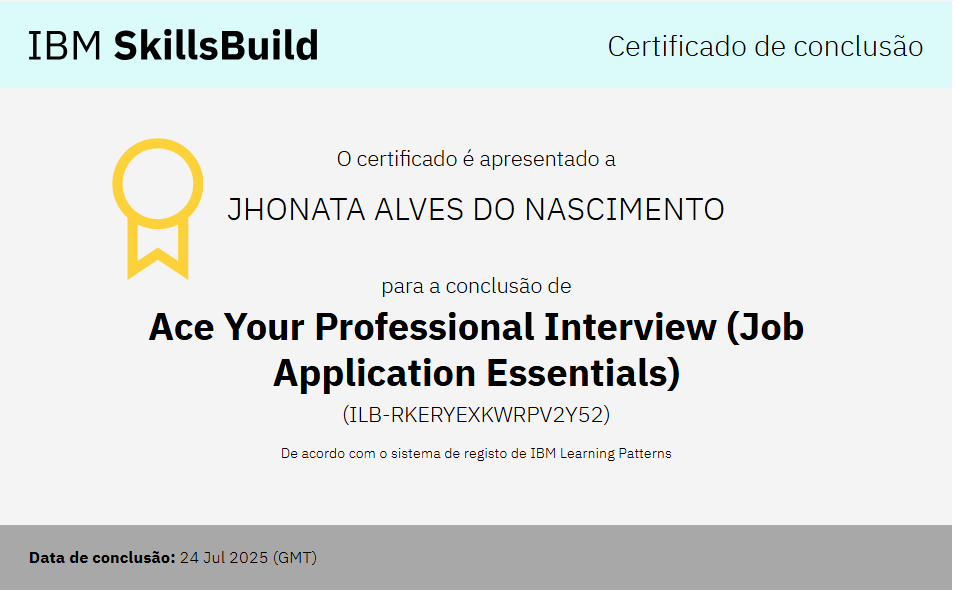 IBM SkillsBuild
Certificado de conclusão
O certificado é apresentado a
JHONATA ALVES DO NASCIMENTO
para a conclusão de
Ace Your Professional Interview (Job
Application Essentials)
(ILB-RKERYEXKWRPV2Y52)
De acordo com o sistema de registo de IBM Learning Patterns
Data de conclusão: 24 Jul 2025 (GMT)